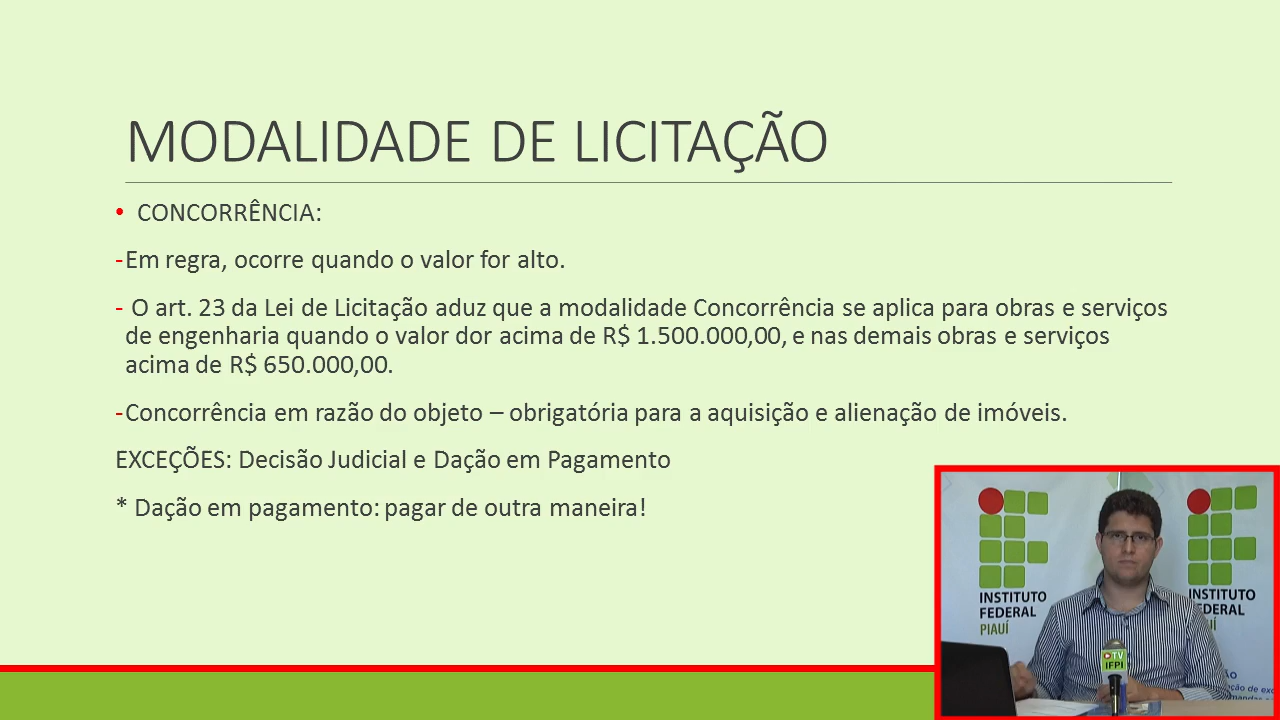 MODALIDADE DE LICITAÇÃO
• CONCORRÊNCIA:
-Em regra, ocorre quando o valor for alto.
- O art. 23 da Lei de Licitação aduz que a modalidade Concorrência se aplica para obras e serviços
de engenharia quando o valor dor acima de R$ 1.500.000,00, e nas demais obras e serviços
acima de R$ 650.000,00.
-Concorrência em razão do objeto – obrigatória para a aquisição e alienação de imóveis.
EXCEÇÕES: Decisão Judicial e Dação em Pagamento
* Dação em pagamento: pagar de outra maneira!
INSTITUTO
FEDERAL
PIAUÍ
INSTITUTO
FEDERAL
TV
IFPI